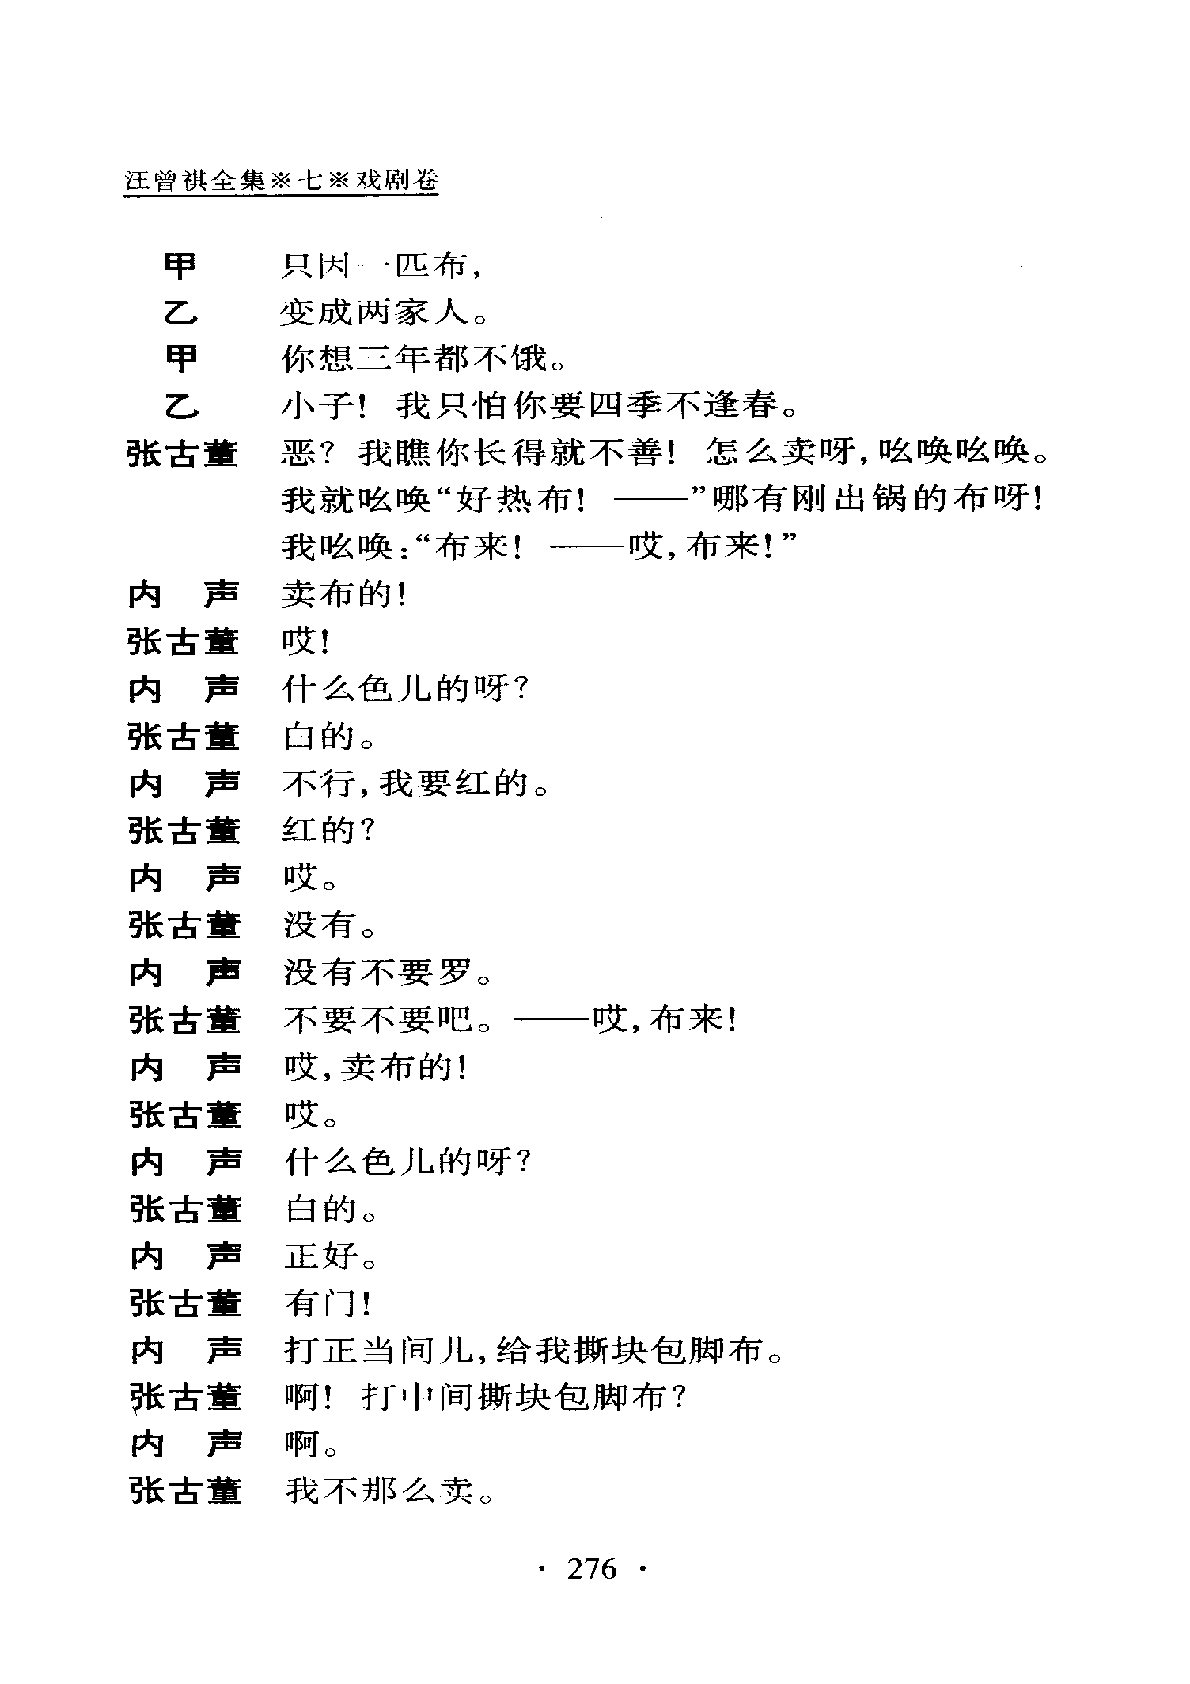 汪曾祺全集※七※戏剧卷
甲 只因一匹布,
乙 变成两家人。
甲 你想三年都不饿。
乙 小子! 我只怕你要四季不逢春。
张古董 恶? 我瞧你长得就不善! 怎么卖呀,吆唤吆唤。
我就吆唤“好热布! ——”哪有刚出锅的布呀!
我吆唤:“布来! ——哎,布来!”
内 声 卖布的!
张古董 哎!
内 声 什么色儿的呀?
张古董 白的。
内 声 不行,我要红的。
张古董 红的?
内 声 哎。
张古董 没有。
内 声 没有不要罗。
张古董 不要不要吧。——哎,布来!
内 声 哎,卖布的!
张古董 哎。
内 声 什么色儿的呀?
张古董 白的。
内 声 正好。
张古董 有门!
内 声 打正当间儿,给我撕块包脚布。
张古董 啊! 打中间撕块包脚布?
内 声 啊。
张古董 我不那么卖。
· 276 ·